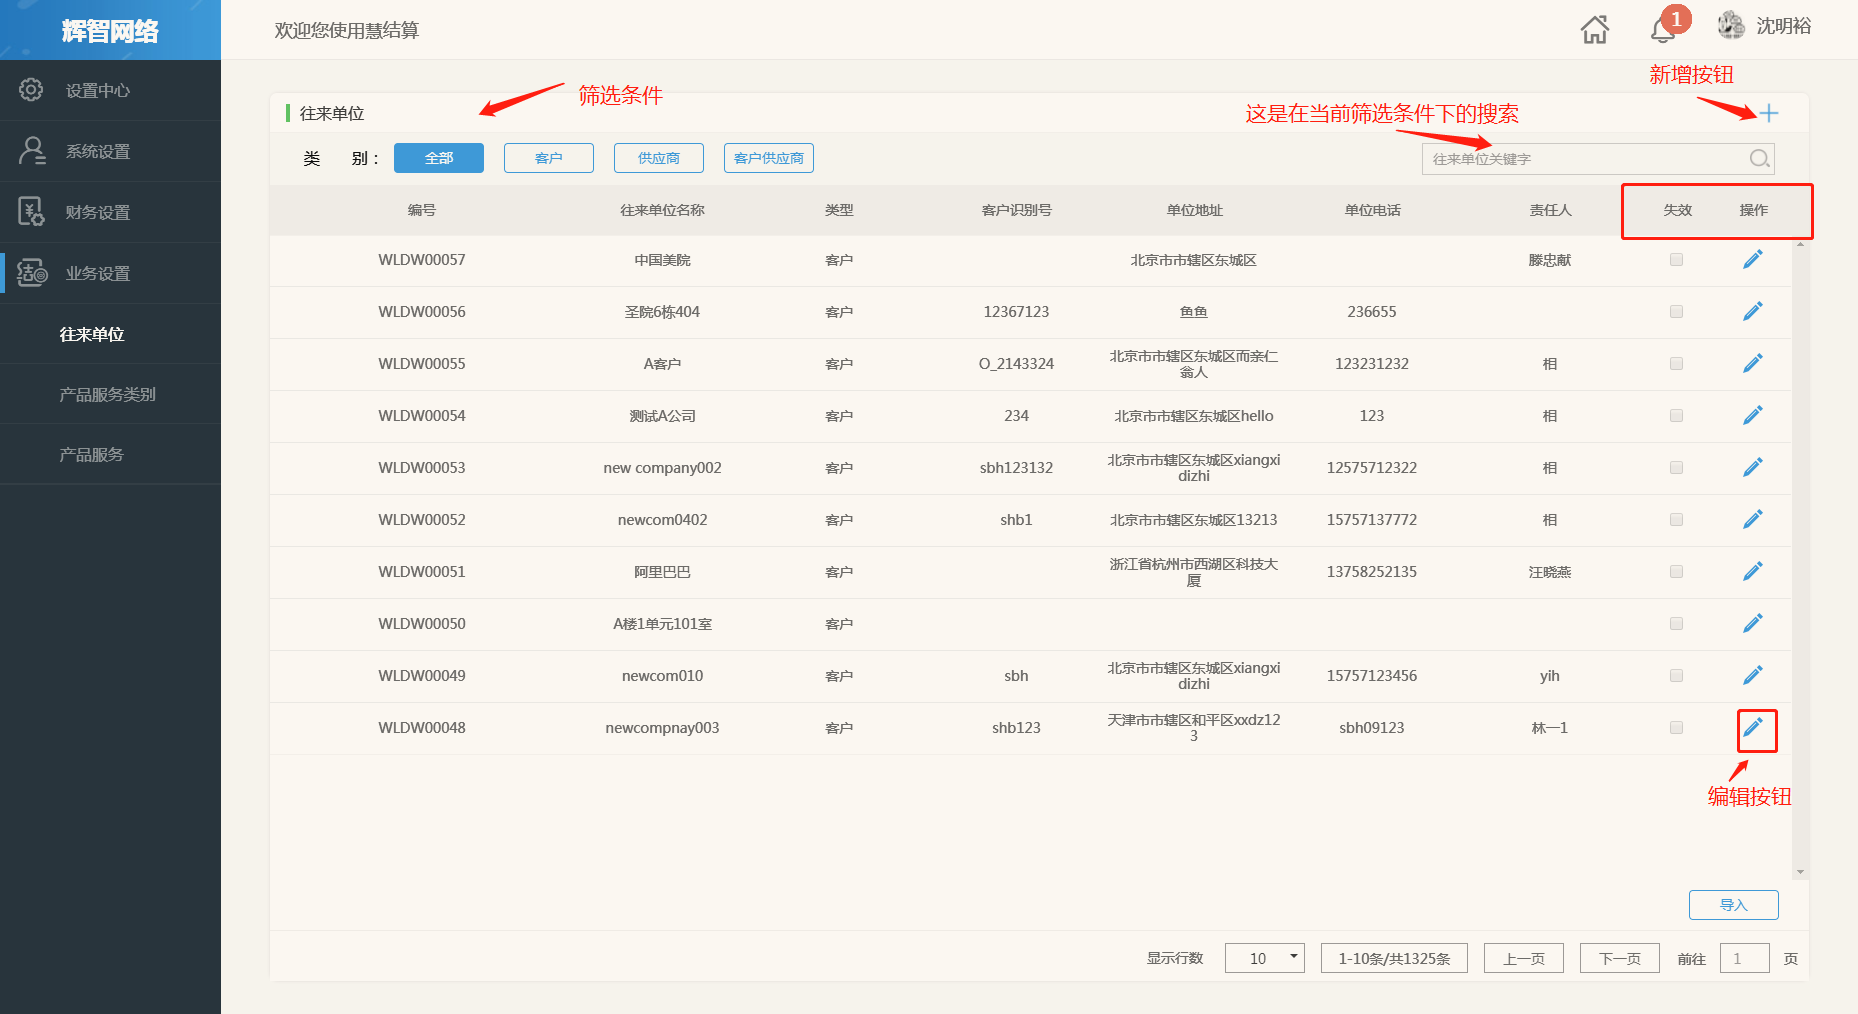 辉智网络
欢迎您使用慧结算
1
沈明裕
设置中心
系统设置
财务设置
业务设置
往来单位
产品服务类别
产品服务
往来单位
筛选条件
这是在当前筛选条件下的搜索
新增按钮
类 别： 全部 客户 供应商 客户供应商
往来单位关键字
编号 往来单位名称 类型 客户识别号 单位地址 单位电话 责任人 失效 操作
WLDW00057 中国美院 客户 北京市市辖区东城区 滕忠献
WLDW00056 圣院6栋404 客户 12367123 鱼鱼 236655
WLDW00055 A客户 客户 O_2143324 北京市市辖区东城区而亲仁 123231232 相
翁人
WLDW00054 测试A公司 客户 234 北京市市辖区东城区hello 123 相
WLDW00053 new company002 客户 sbh123132 北京市市辖区东城区xiangxi 12575712322 相
dizhi
WLDW00052 newcom0402 客户 shb1 北京市市辖区东城区13213 15757137772 相
WLDW00051 阿里巴巴 客户 浙江省杭州市西湖区科技大 13758252135 汪晓燕
厦
WLDW00050 A楼1单元101室 客户
WLDW00049 newcom010 客户 sbh 北京市市辖区东城区xiangxi 15757123456 yih
dizhi
WLDW00048 newcompnay003 客户 shb123 天津市市辖区和平区xxdz12 sbh09123 林一1
3
编辑按钮
导入
显示行数 10 1-10条/共1325条 上一页 下一页 前往 1 页